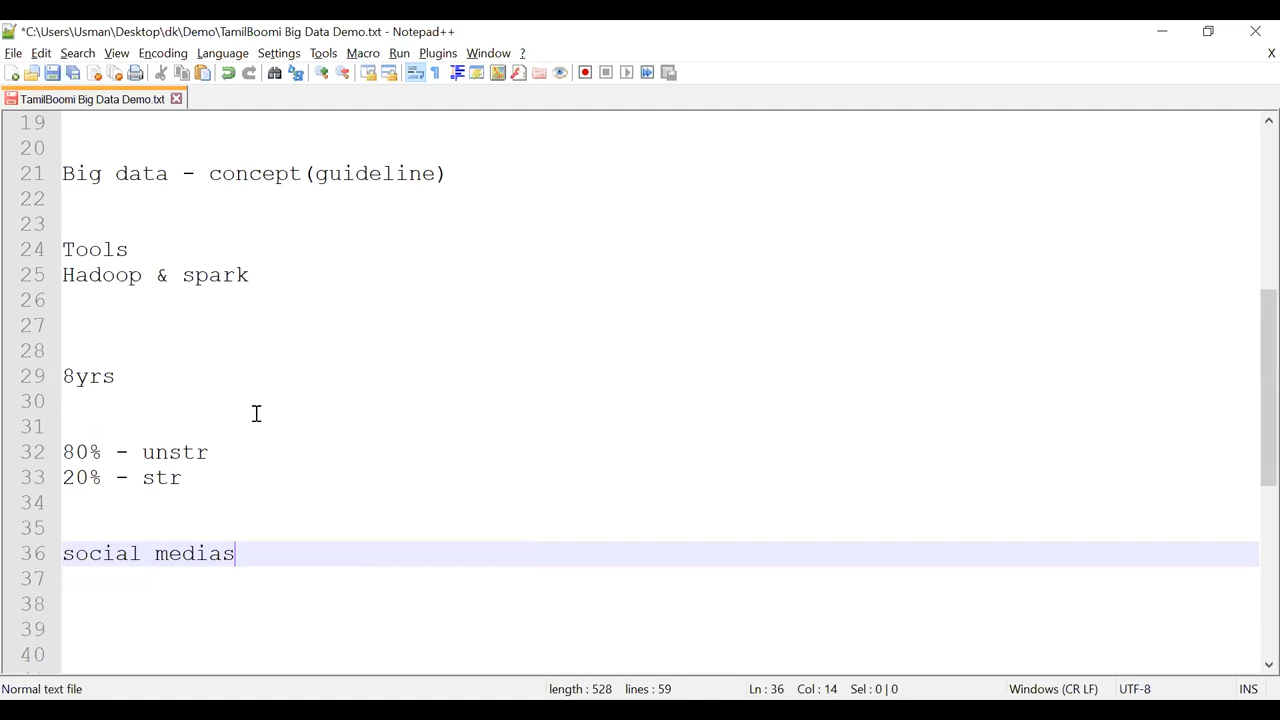 *C:\Users\Usman\Desktop\dk\Demo\TamilBoomi Big Data Demo.txt - Notepad++
File Edit Search View Encoding Language Settings Tools Macro Run Plugins Window ? X
TamilBoomi Big Data Demo.txt
19
20
21 Big data - concept(guideline)
22
23
24 Tools
25 Hadoop & spark
26
27
28
29 8yrs
30
31
32 80% - unstr
33 20% - str
34
35
36 social medias
37
38
39
40
Normal text file length : 528 lines : 59 Ln : 36 Col : 14 Sel : 0 | 0 Windows (CR LF) UTF-8 INS